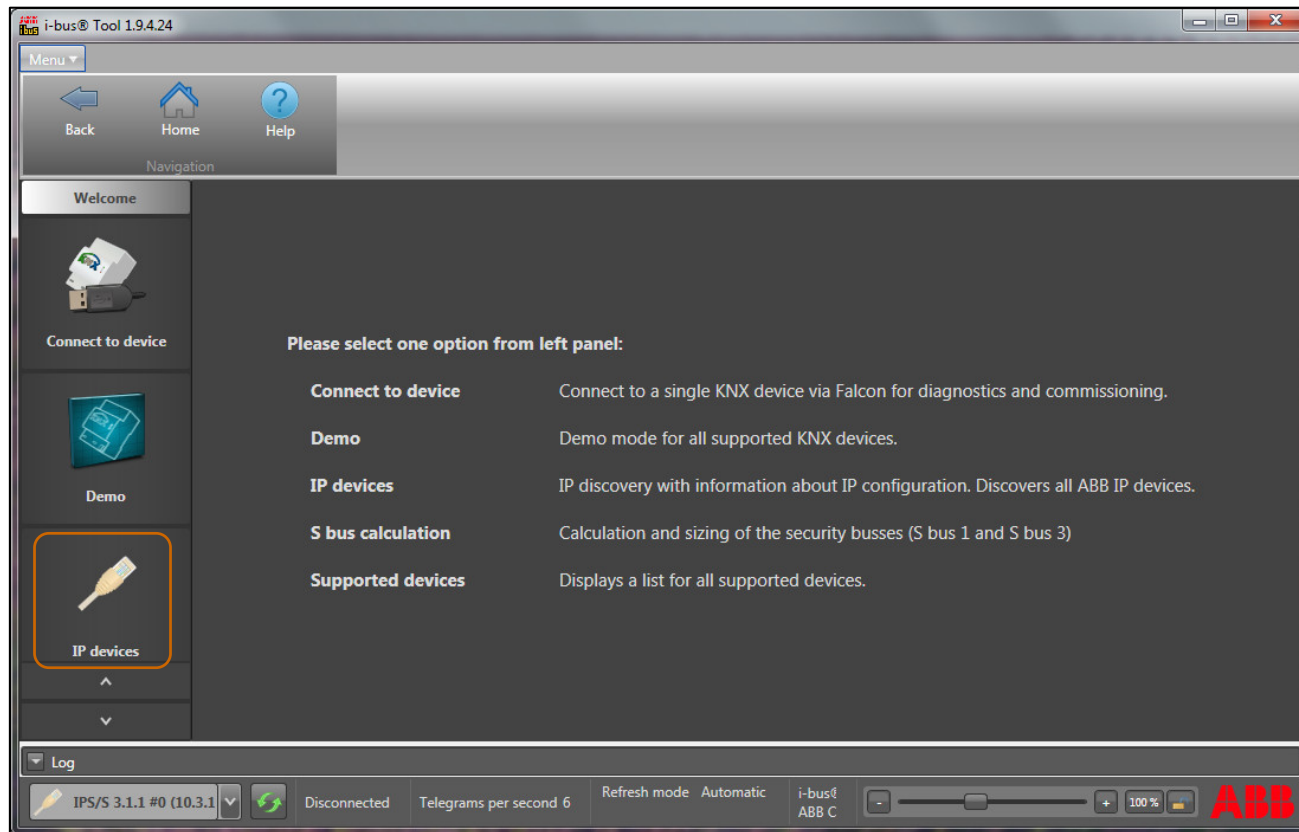 i-bus® Tool 1.9.4.24
Menu
Back Home Help
Navigation
Welcome
Connect to device
Demo
IP devices
Please select one option from left panel:
Connect to device Connect to a single KNX device via Falcon for diagnostics and commissioning.
Demo Demo mode for all supported KNX devices.
IP devices IP discovery with information about IP configuration. Discovers all ABB IP devices.
S bus calculation Calculation and sizing of the security busses (S bus 1 and S bus 3)
Supported devices Displays a list for all supported devices.
Log
IPS/S 3.1.1 #0 (10.3.1 Disconnected Telegrams per second 6 Refresh mode Automatic i-bus® - + 100 % ABB
ABB C